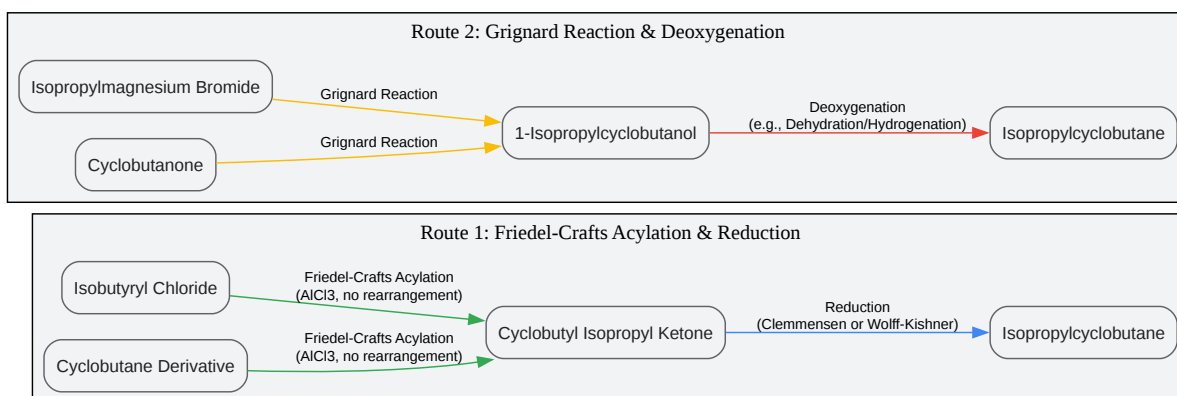 Route 2: Grignard Reaction & Deoxygenation
Isopropylmagnesium Bromide
Grignard Reaction
Cyclobutanone
Grignard Reaction
1-Isopropylcyclobutanol
Deoxygenation
(e.g., Dehydration/Hydrogenation)
Isopropylcyclobutane
Route 1: Friedel-Crafts Acylation & Reduction
Isobutyryl Chloride
Friedel-Crafts Acylation
(AlCl3, no rearrangement)
Cyclobutane Derivative
Friedel-Crafts Acylation
(AlCl3, no rearrangement)
Cyclobutyl Isopropyl Ketone
Reduction
(Clemmensen or Wolff-Kishner)
Isopropylcyclobutane